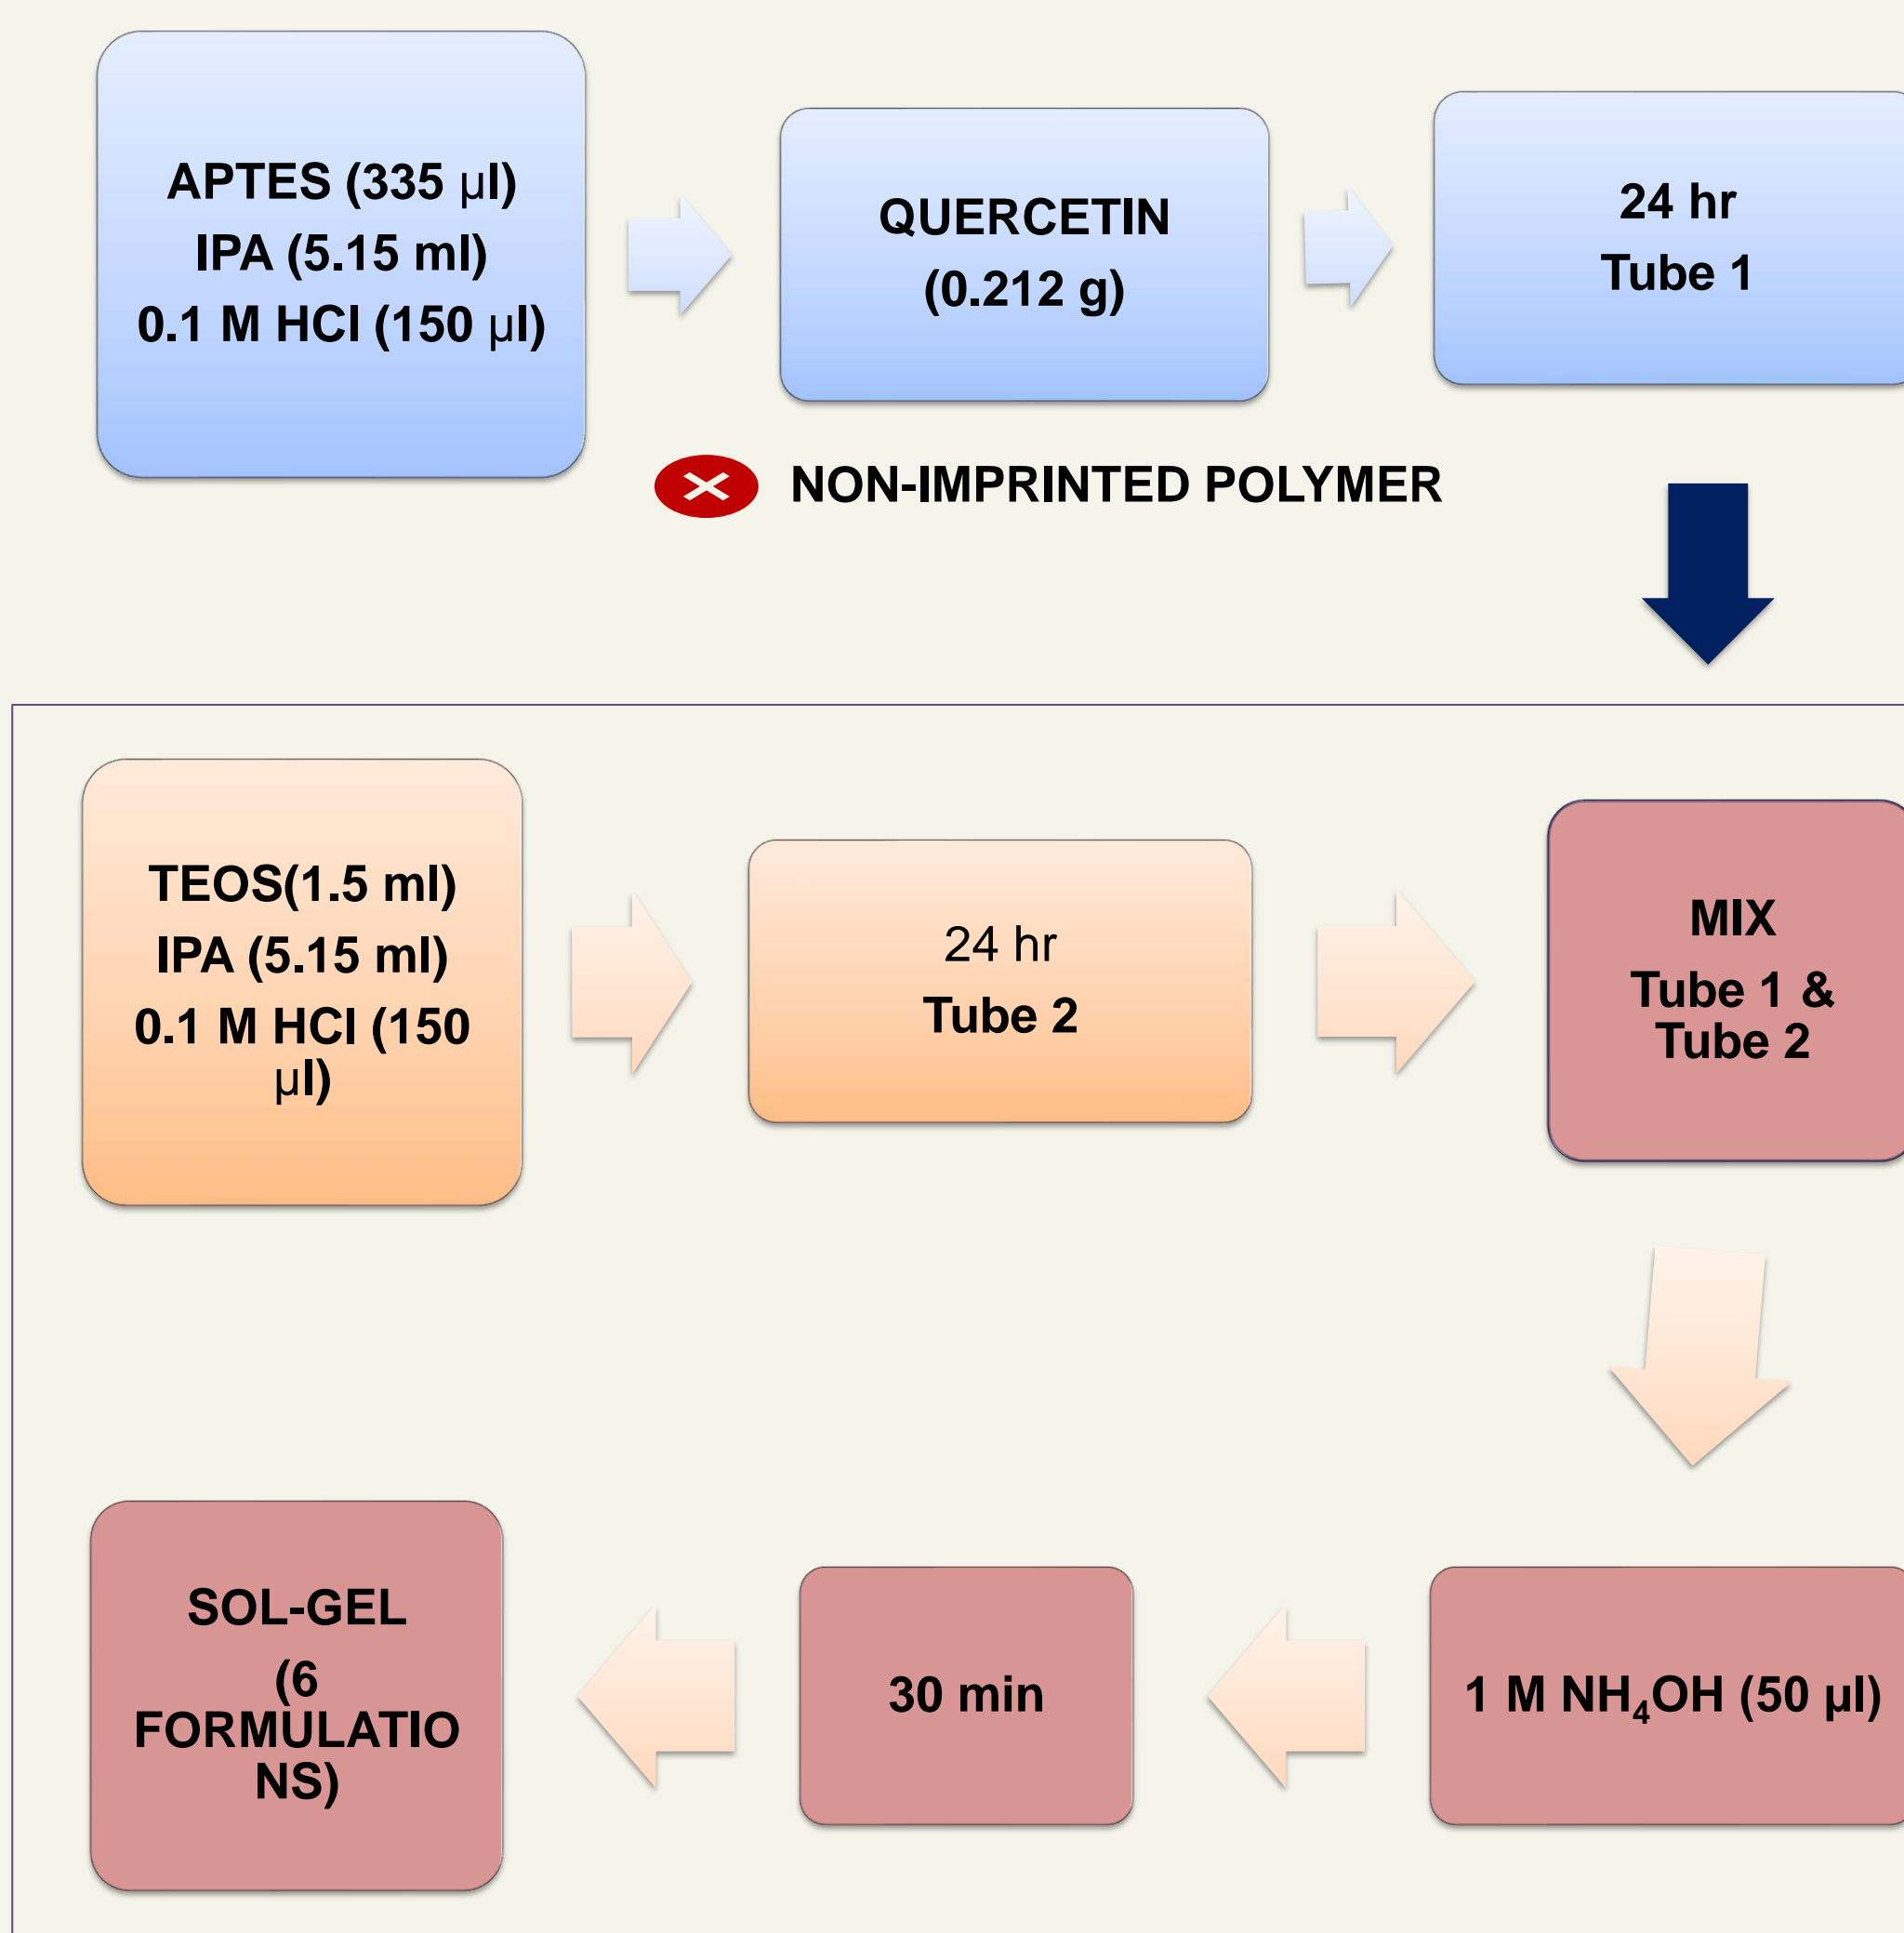 APTES (335 µl)
IPA (5.15 ml)
0.1 M HCl (150 µl)
QUERCETIN
(0.212 g)
24 hr
Tube 1
NON-IMPRINTED POLYMER
TEOS(1.5 ml)
IPA (5.15 ml)
0.1 M HCl (150
µl)
24 hr
Tube 2
MIX
Tube 1 &
Tube 2
1 M NH₄OH (50 µl)
30 min
SOL-GEL
(6
FORMULATIO
NS)